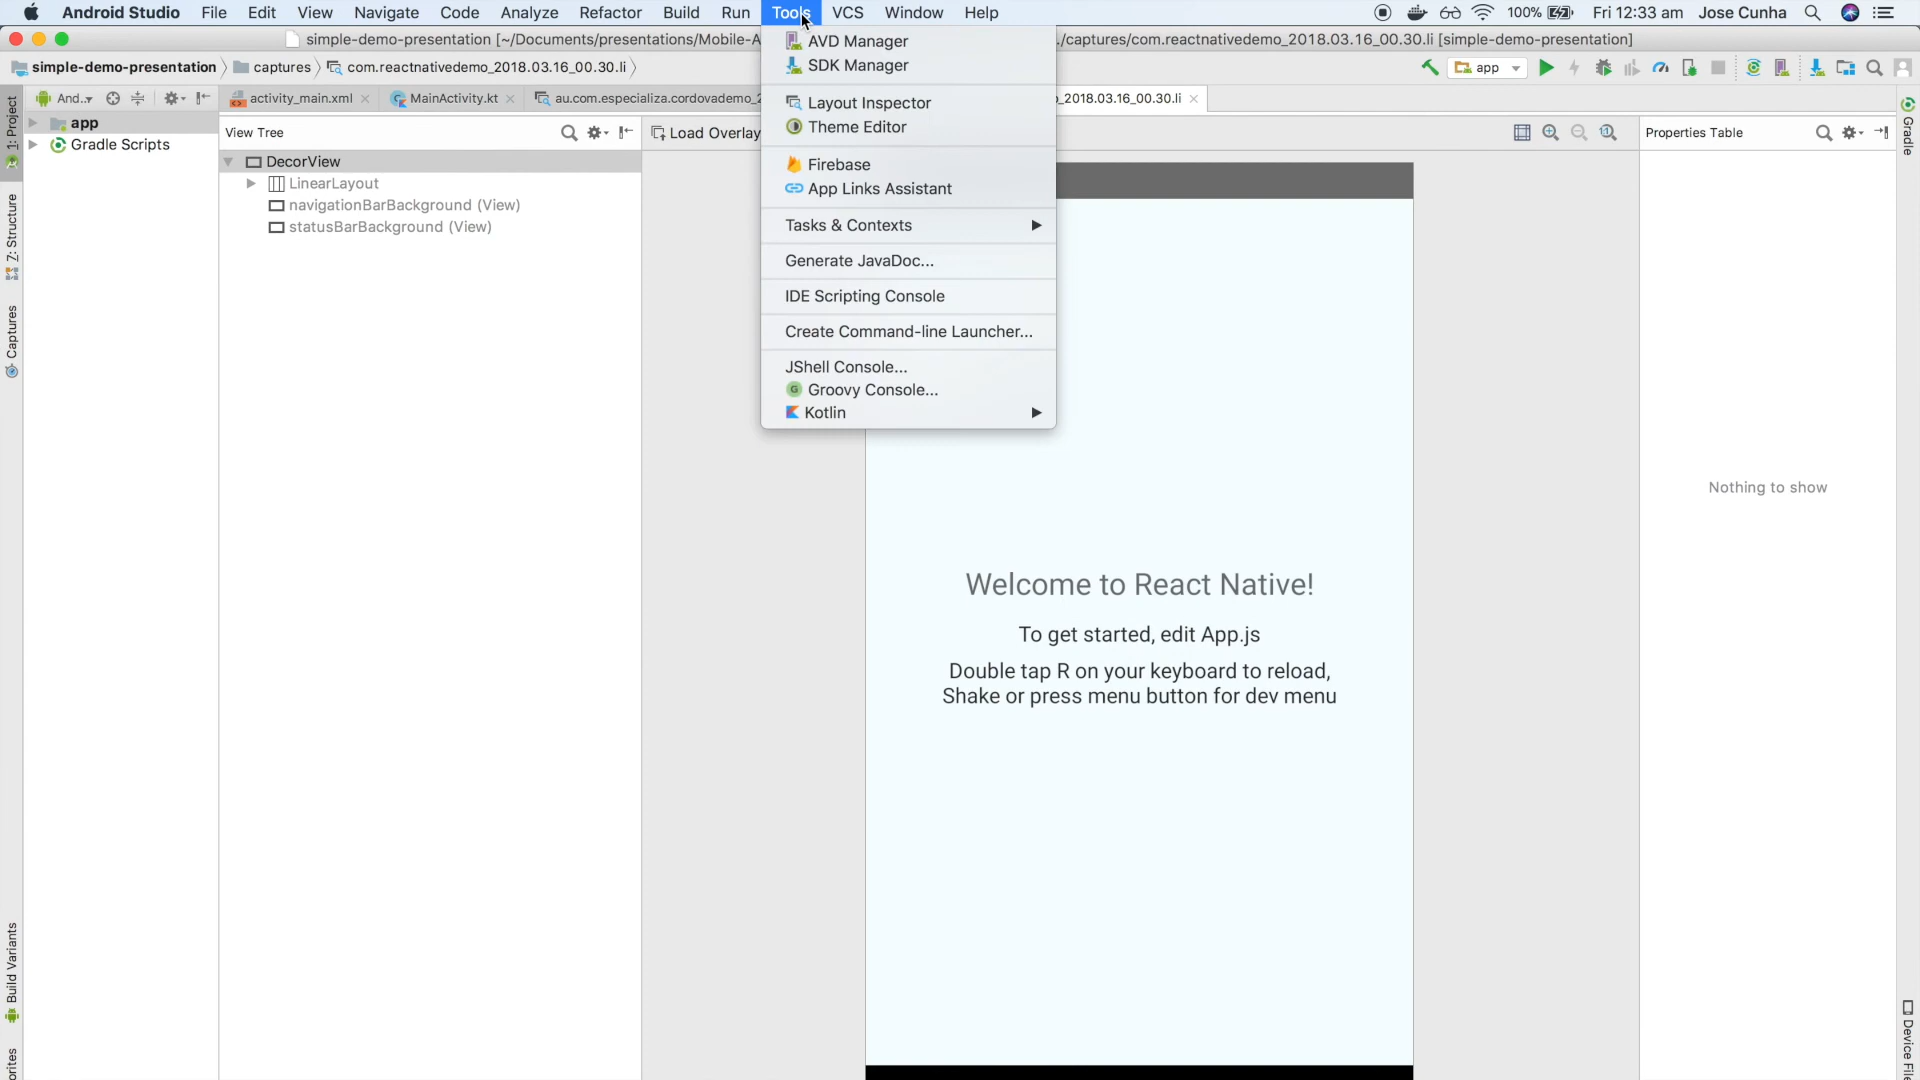 Android Studio File Edit View Navigate Code Analyze Refactor Build Run Tools VCS Window Help 100% Fri 12:33 am Jose Cunha
simple-demo-presentation [~/Documents/presentations/Mobile-A
./captures/com.reactnativedemo_2018.03.16_00.30.li [simple-demo-presentation]
simple-demo-presentation captures com.reactnativedemo_2018.03.16_00.30.li
app
And..
activity_main.xml
MainActivity.kt
au.com.especializa.cordovademo_2
_2018.03.16_00.30.li
1: Project
Z: Structure
Captures
Build Variants
orites
app
Gradle Scripts
View Tree
DecorView
LinearLayout
navigationBarBackground (View)
statusBarBackground (View)
Load Overlay
AVD Manager
SDK Manager
Layout Inspector
Theme Editor
Firebase
App Links Assistant
Tasks & Contexts
Generate JavaDoc...
IDE Scripting Console
Create Command-line Launcher...
JShell Console...
G Groovy Console...
Kotlin
Welcome to React Native!
To get started, edit App.js
Double tap R on your keyboard to reload,
Shake or press menu button for dev menu
Properties Table
Nothing to show
Gradle
Device File